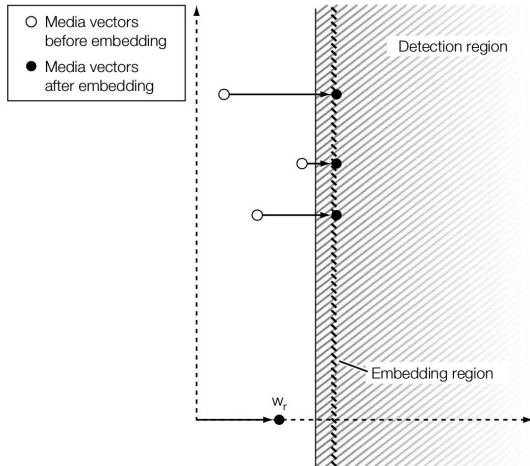 Media vectors
before embedding
Media vectors
after embedding
Detection region
Embedding region
wᵣ